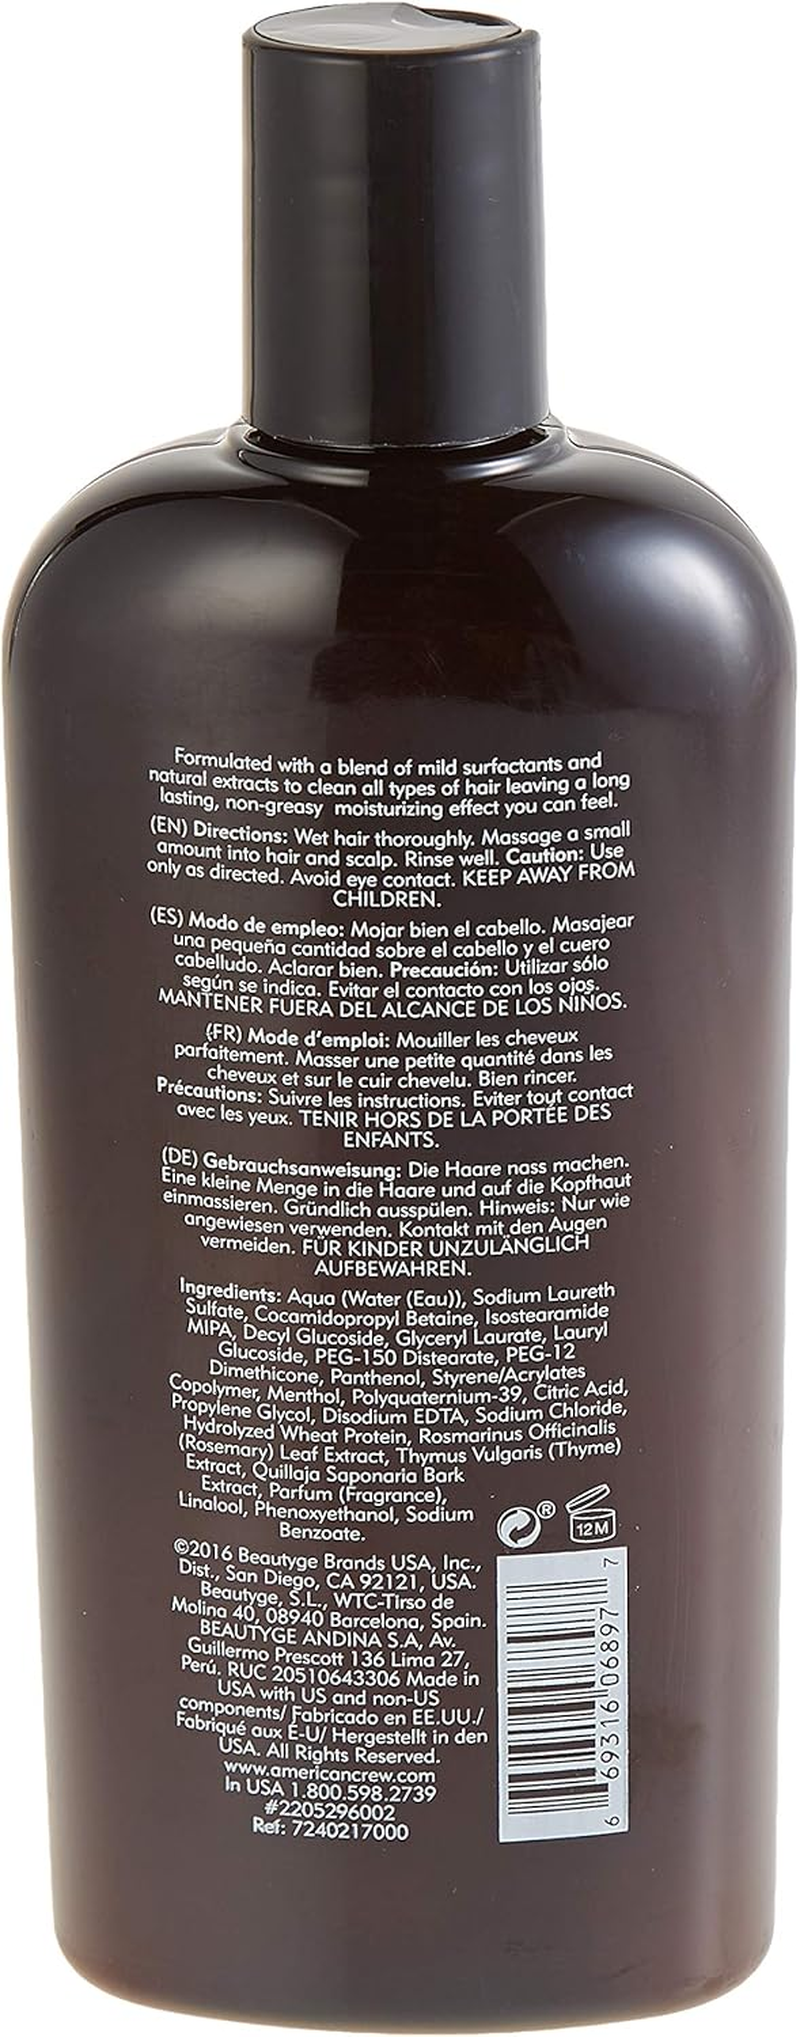 Formulated with a blend of mild surfactants and
natural extracts to clean all types of hair leaving a long
lasting, non-greasy moisturizing effect you can feel.
(EN) Directions: Wet hair thoroughly. Massage a small
amount into hair and scalp. Rinse well. Caution: Use
only as directed. Avoid eye contact. KEEP AWAY FROM
CHILDREN.
(ES) Modo de empleo: Mojar bien el cabello. Masajear
una pequeña cantidad sobre el cabello y el cuero
cabelludo. Aclarar bien. Precaución: Utilizar sólo
según se indica. Evitar el contacto con los ojos.
MANTENER FUERA DEL ALCANCE DE LOS NIÑOS.
(FR) Mode d'emploi: Mouiller les cheveux
parfaitement. Masser une petite quantité dans les
cheveux et sur le cuir chevelu. Bien rincer.
Précautions: Suivre les instructions. Eviter tout contact
avec les yeux. TENIR HORS DE LA PORTÉE DES
ENFANTS.
(DE) Gebrauchsanweisung: Die Haare nass machen.
Eine kleine Menge in die Haare und auf die Kopfhaut
einmassieren. Gründlich ausspülen. Hinweis: Nur wie
angewiesen verwenden. Kontakt mit den Augen
vermeiden. FÜR KINDER UNZULÄNGLICH
AUFBEWAHREN.
Ingredients: Aqua (Water (Eau)), Sodium Laureth
Sulfate, Cocamidopropyl Betaine, Isostearamide
MIPA, Decyl Glucoside, Glyceryl Laurate, Lauryl
Glucoside, PEG-150 Distearate, PEG-12
Dimethicone, Panthenol, Styrene/Acrylates
Copolymer, Menthol, Polyquaternium-39, Citric Acid,
Propylene Glycol, Disodium EDTA, Sodium Chloride,
Hydrolyzed Wheat Protein, Rosmarinus Officinalis
(Rosemary) Leaf Extract, Thymus Vulgaris (Thyme)
Extract, Quillaja Saponaria Bark
Extract, Parfum (Fragrance),
Linalool, Phenoxyethanol, Sodium
Benzoate.
®
12M
©2016 Beautyge Brands USA, Inc.,
Dist., San Diego, CA 92121, USA.
Beautyge, S.L., WTC-Tirso de
Molina 40, 08940 Barcelona, Spain.
BEAUTYGE ANDINA S.A, Av.
Guillermo Prescott 136 Lima 27,
Perú. RUC 20510643306 Made in
USA with US and non-US
components/ Fabricado en EE.UU./
Fabriqué aux É-U/ Hergestellt in den
USA. All Rights Reserved.
www.americancrew.com
In USA 1.800.598.2739
#2205296002
Ref: 7240217000
6 69316 06897 7